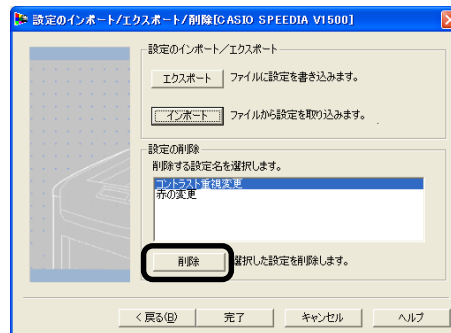 設定のインポート/エクスポート/削除[CASIO SPEEDIA V1500]
設定のインポート／エクスポート
エクスポート ファイルに設定を書き込みます。
インポート ファイルから設定を取り込みます。
設定の削除
削除する設定名を選択します。
コントラスト重視変更
赤の変更
削除 選択した設定を削除します。
< 戻る(B) 完了 キャンセル ヘルプ